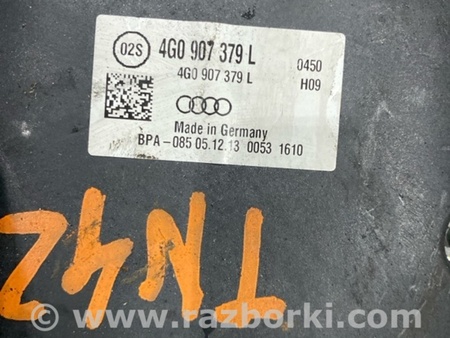 02S 4G0 907 379 L 0450
4G0 907 379 L H09
Made in Germany
BPA-085 05.12.13 0053 1610
www.razborki.com